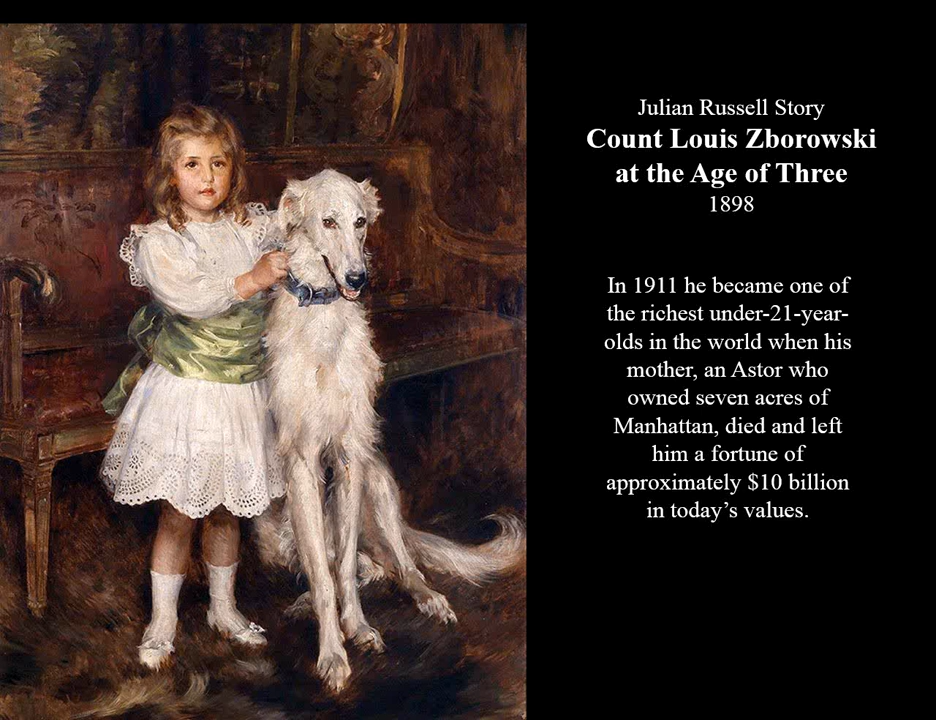 Julian Russell Story
Count Louis Zborowski
at the Age of Three
1898
In 1911 he became one of
the richest under-21-year-
olds in the world when his
mother, an Astor who
owned seven acres of
Manhattan, died and left
him a fortune of
approximately $10 billion
in today’s values.